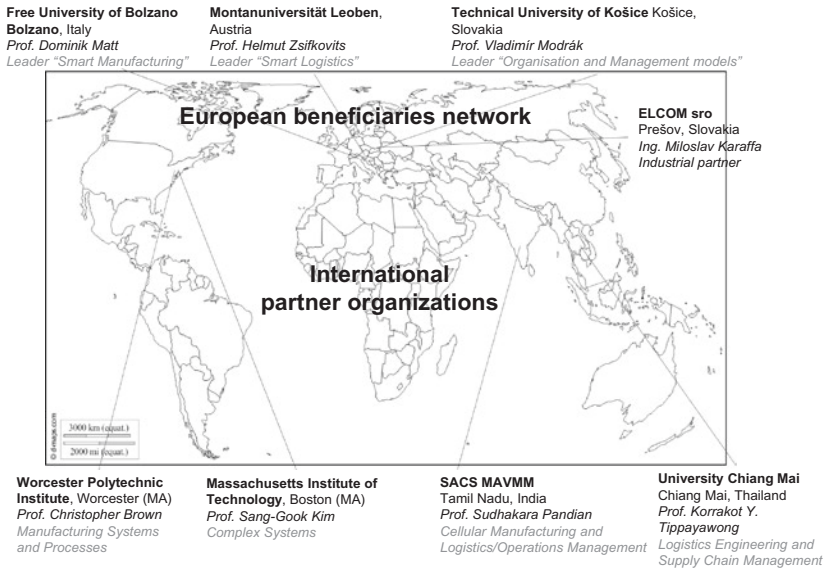 Free University of Bolzano
Bolzano, Italy
Prof. Dominik Matt
Leader “Smart Manufacturing”
Montanuniversität Leoben,
Austria
Prof. Helmut Zsifkovits
Leader “Smart Logistics”
Technical University of Košice Košice,
Slovakia
Prof. Vladimír Modrák
Leader “Organisation and Management models”
European beneficiaries network
ELCOM sro
Prešov, Slovakia
Ing. Miloslav Karaffa
Industrial partner
International
partner organizations
© d-maps.com
3000 km (equat.)
2000 mi (equat.)
Worcester Polytechnic
Institute, Worcester (MA)
Prof. Christopher Brown
Manufacturing Systems
and Processes
Massachusetts Institute of
Technology, Boston (MA)
Prof. Sang-Gook Kim
Complex Systems
SACS MAVMM
Tamil Nadu, India
Prof. Sudhakara Pandian
Cellular Manufacturing and
Logistics/Operations Management
University Chiang Mai
Chiang Mai, Thailand
Prof. Korrakot Y.
Tippayawong
Logistics Engineering and
Supply Chain Management